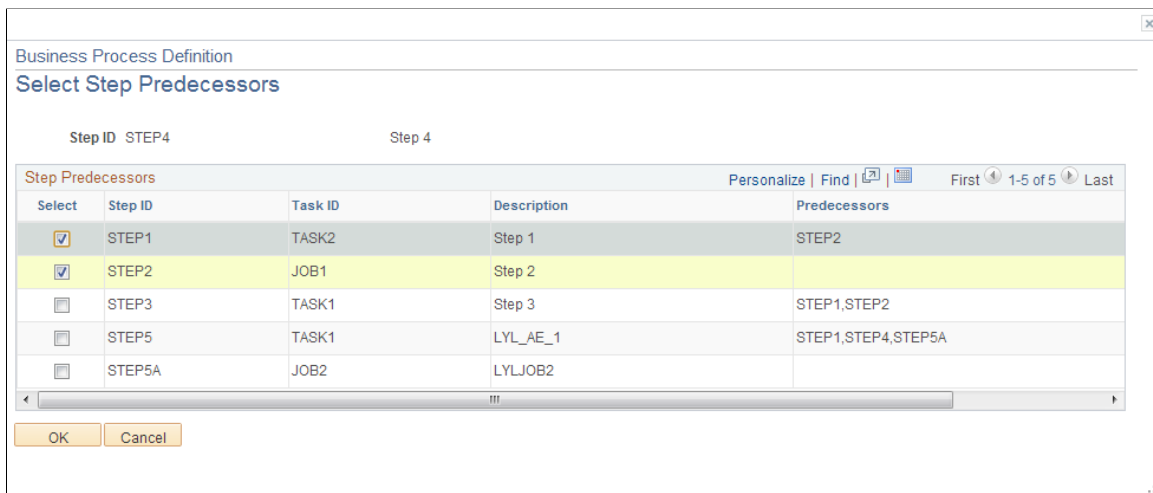 Business Process Definition
Select Step Predecessors
Step ID STEP4 Step 4
Step Predecessors Personalize | Find | | First 1-5 of 5 Last
Select Step ID Task ID Description Predecessors
STEP1 TASK2 Step 1 STEP2
STEP2 JOB1 Step 2
STEP3 TASK1 Step 3 STEP1,STEP2
STEP5 TASK1 LYL_AE_1 STEP1,STEP4,STEP5A
STEP5A JOB2 LYLJOB2
OK Cancel